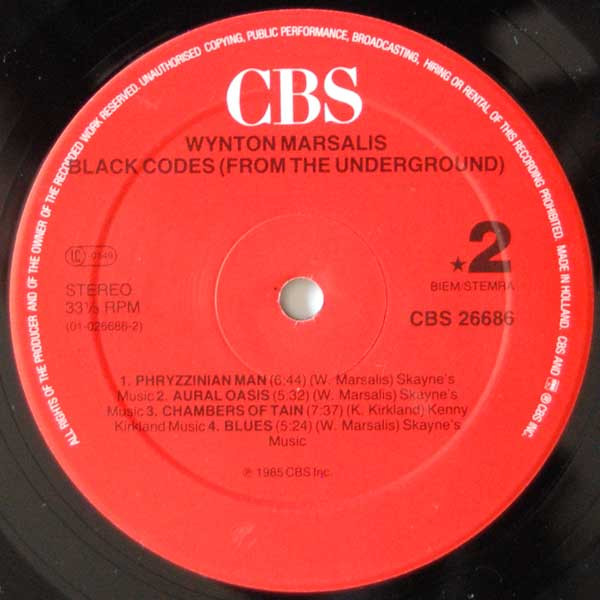 ALL RIGHTS OF THE PRODUCER AND OF THE OWNER OF THE RECORDED WORK RESERVED. UNAUTHORISED COPYING, PUBLIC PERFORMANCE, BROADCASTING, HIRING OR RENTAL OF THIS RECORDING PROHIBITED. MADE IN HOLLAND. CBS AND ℗ © CBS INC.
CBS
WYNTON MARSALIS
BLACK CODES (FROM THE UNDERGROUND)
LC 0149
STEREO
33⅓ RPM
(01-026686-2)
★2
BIEM/STEMRA
CBS 26686
1. PHRYZZINIAN MAN (6:44) (W. Marsalis) Skayne's
Music 2. AURAL OASIS (5:32) (W. Marsalis) Skayne's
Music 3. CHAMBERS OF TAIN (7:37) (K. Kirkland) Kenny
Kirkland Music 4. BLUES (5:24) (W. Marsalis) Skayne's
Music
℗ 1985 CBS Inc.